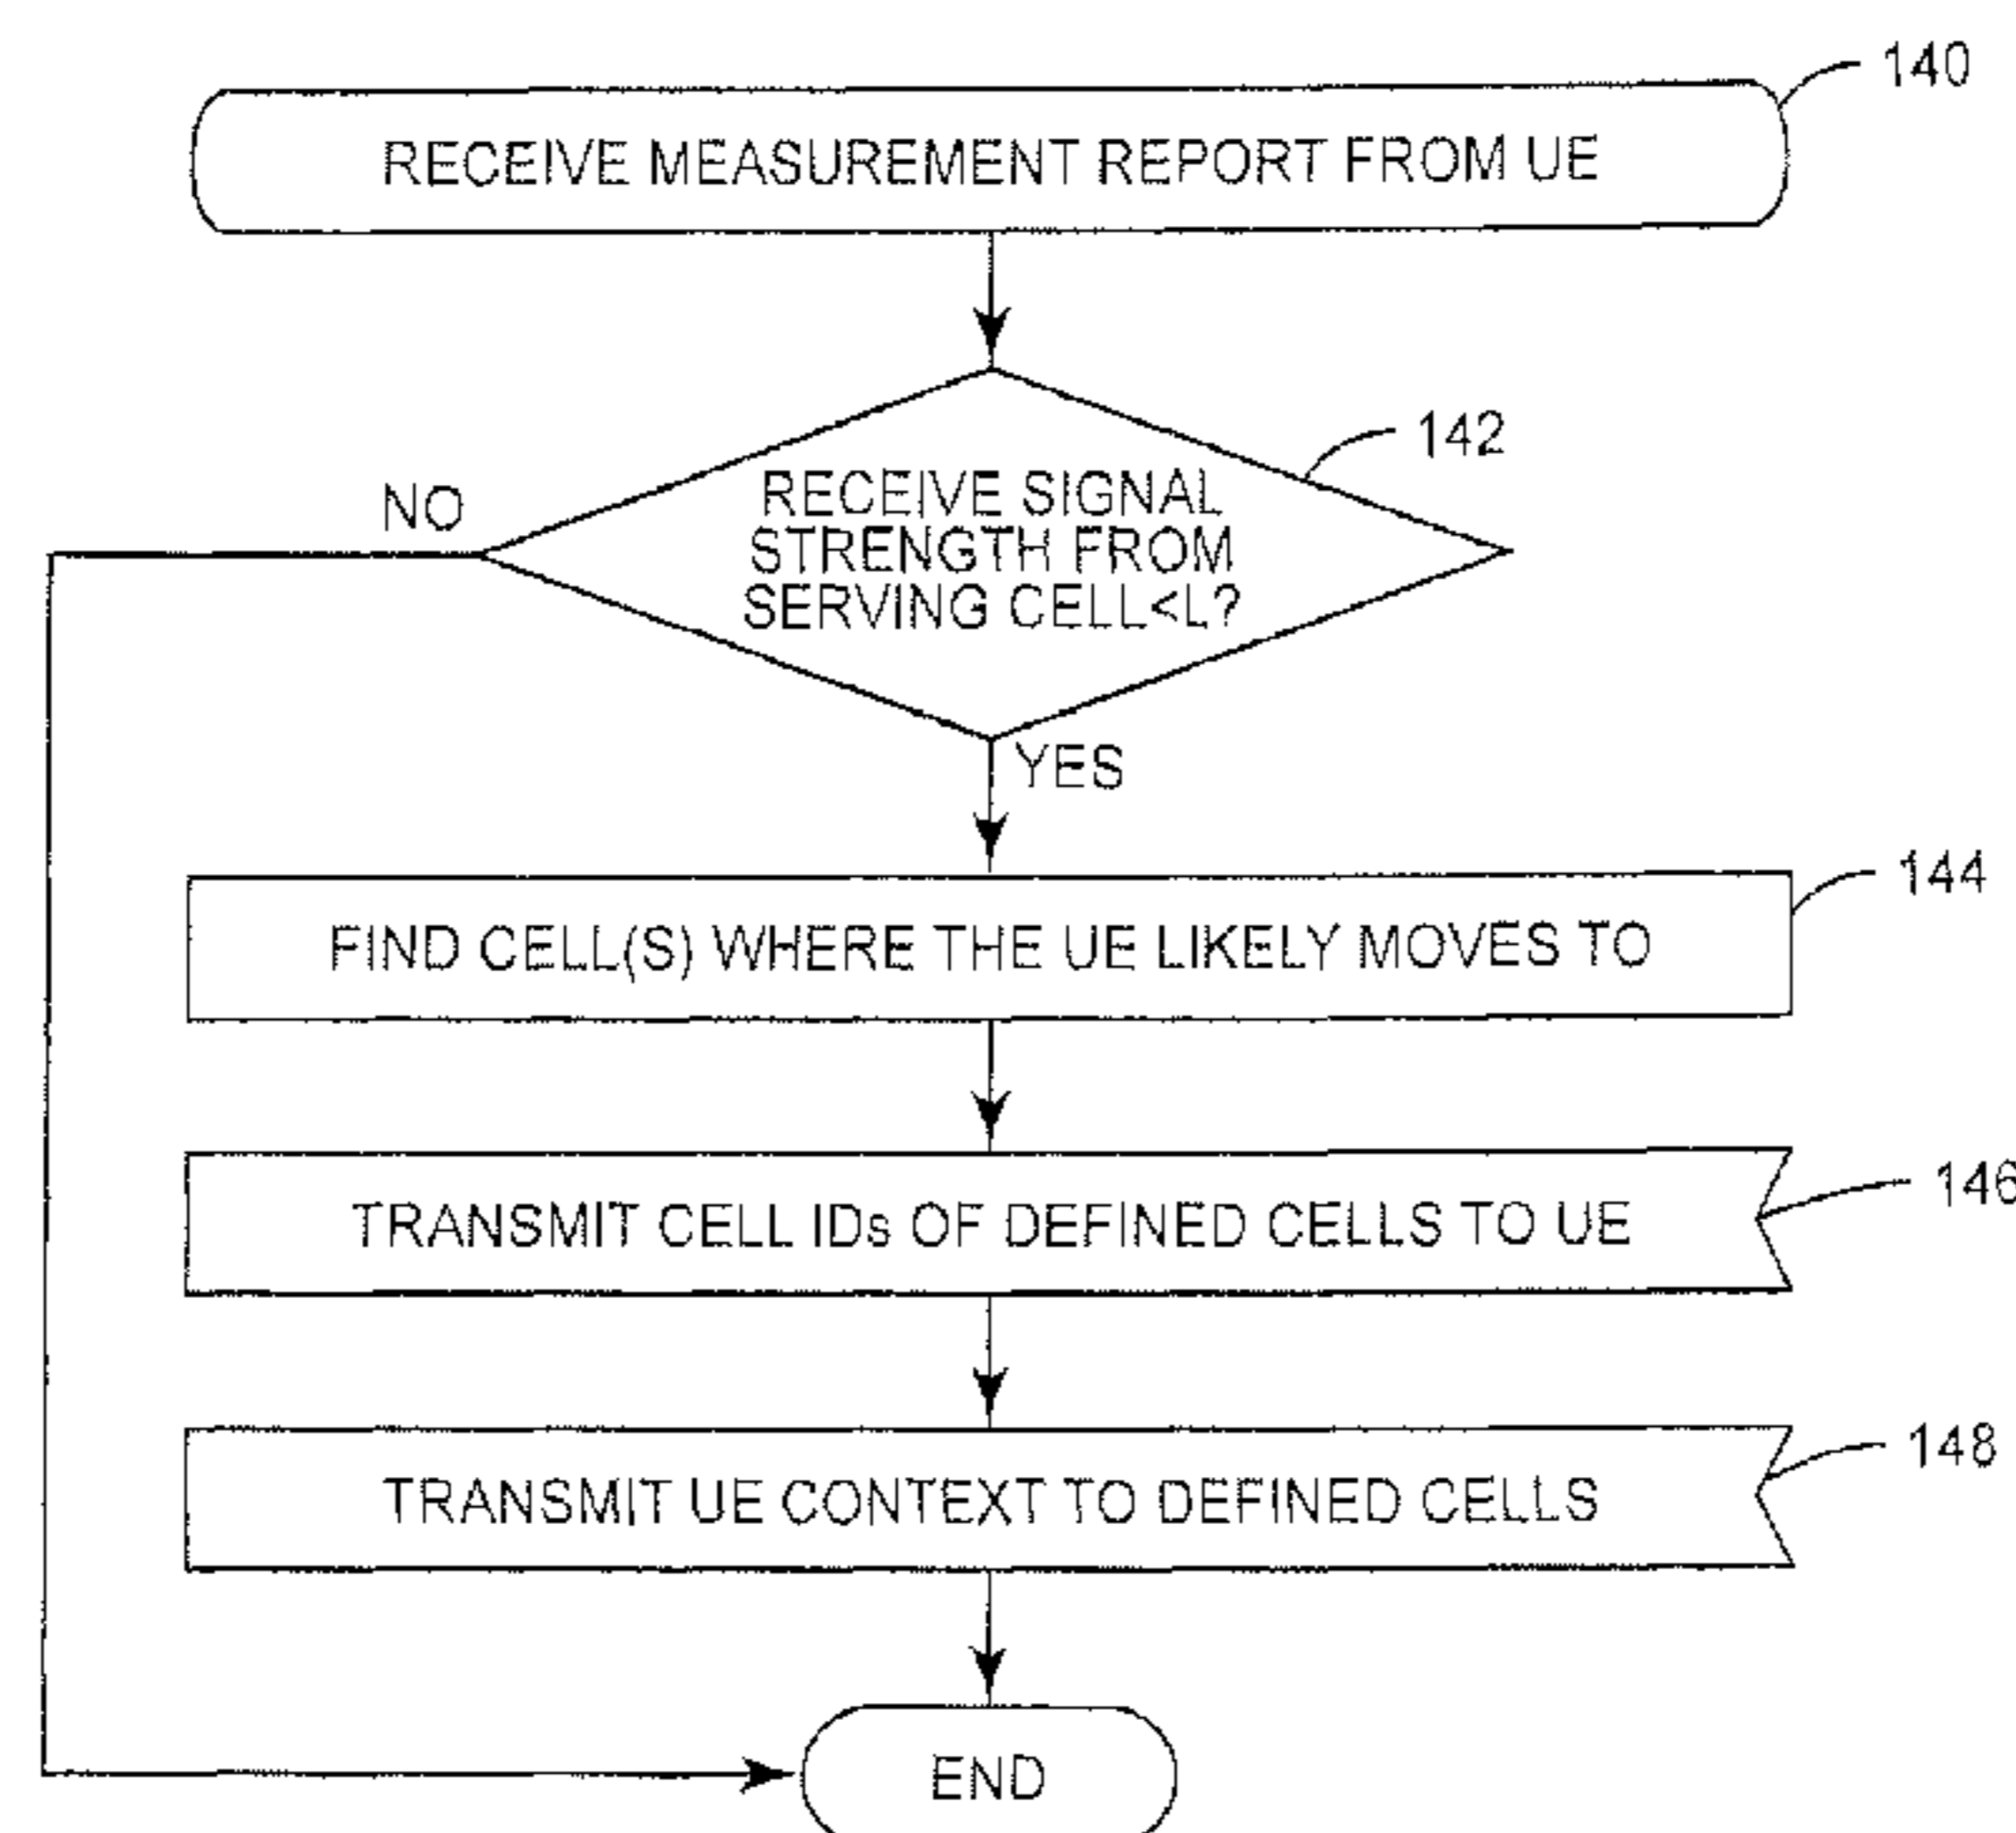 140
RECEIVE MEASUREMENT REPORT FROM UE
142
NO
RECEIVE SIGNAL
STRENGTH FROM
SERVING CELL<L?
YES
144
FIND CELL(S) WHERE THE UE LIKELY MOVES TO
146
TRANSMIT CELL IDs OF DEFINED CELLS TO UE
148
TRANSMIT UE CONTEXT TO DEFINED CELLS
END